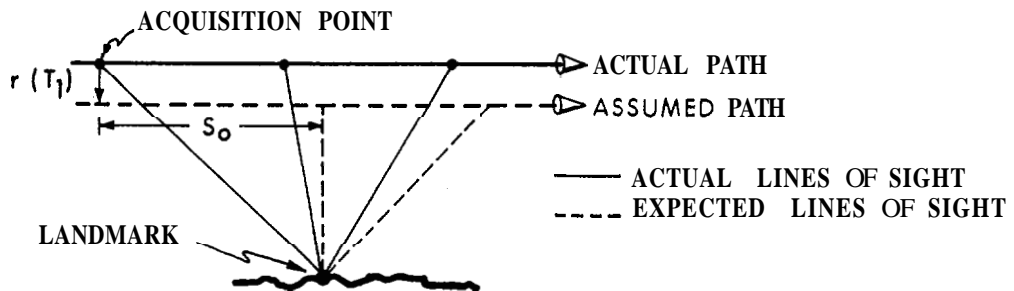 ACQUISITION POINT
r (T1)
ACTUAL PATH
ASSUMED PATH
So
ACTUAL LINES OF SIGHT
EXPECTED LINES OF SIGHT
LANDMARK